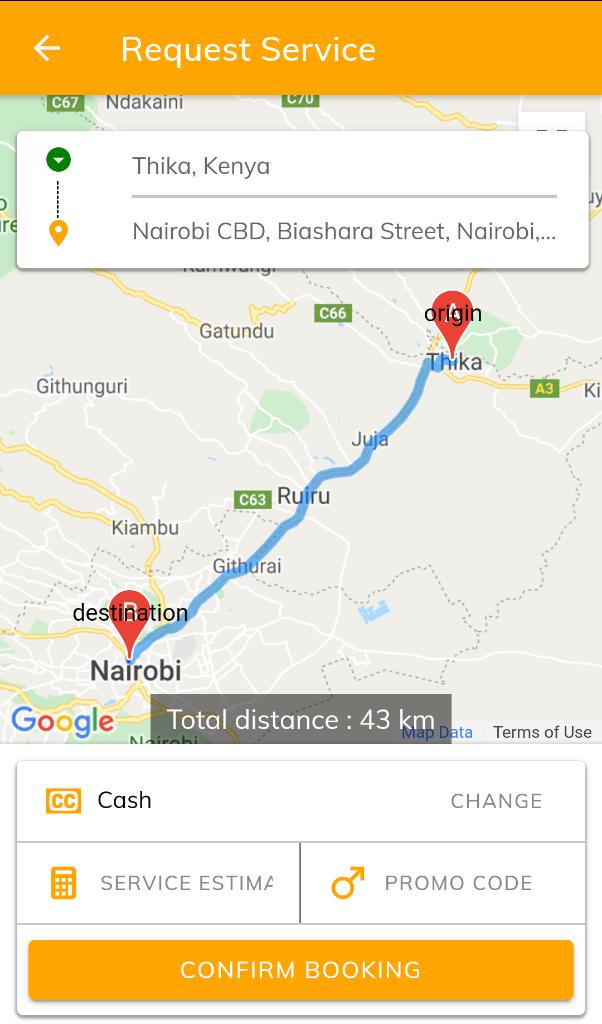 Request Service
C67
Ndakaini
C70
Thika, Kenya
Nairobi CBD, Biashara Street, Nairobi,...
C66
origin
A
Gatundu
Thika
Githunguri
A3
Ki
Juja
C63
Ruiru
Kiambu
Githurai
destination
B
Nairobi
Google
Total distance : 43 km
Map Data
Terms of Use
Nairobi
CC
Cash
CHANGE
SERVICE ESTIMA
PROMO CODE
CONFIRM BOOKING